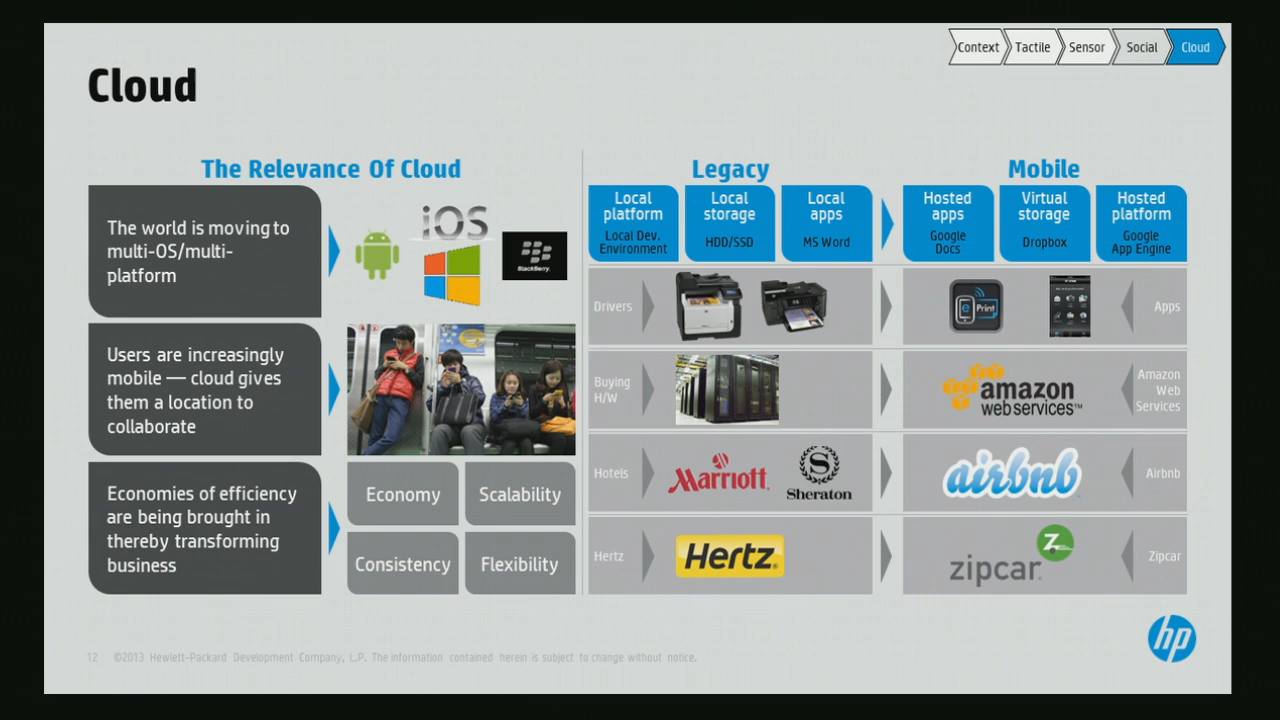 Context
Tactile
Sensor
Social
Cloud
Cloud
The Relevance Of Cloud
The world is moving to
multi-OS/multi-
platform
iOS
BlackBerry.
Users are increasingly
mobile — cloud gives
them a location to
collaborate
Economies of efficiency
are being brought in
thereby transforming
business
Economy
Scalability
Consistency
Flexibility
Legacy
Mobile
Local
platform
Local Dev.
Environment
Local
storage
HDD/SSD
Local
apps
MS Word
Hosted
apps
Google
Docs
Virtual
storage
Dropbox
Hosted
platform
Google
App Engine
Drivers
ePrint
Apps
Buying
H/W
amazon
webservices™
Amazon
Web
Services
Hotels
Marriott.
S
Sheraton
airbnb
Airbnb
Hertz
Hertz.
zipcar.
Z
Zipcar
hp
12 ©2013 Hewlett-Packard Development Company, L.P. The information contained herein is subject to change without notice.